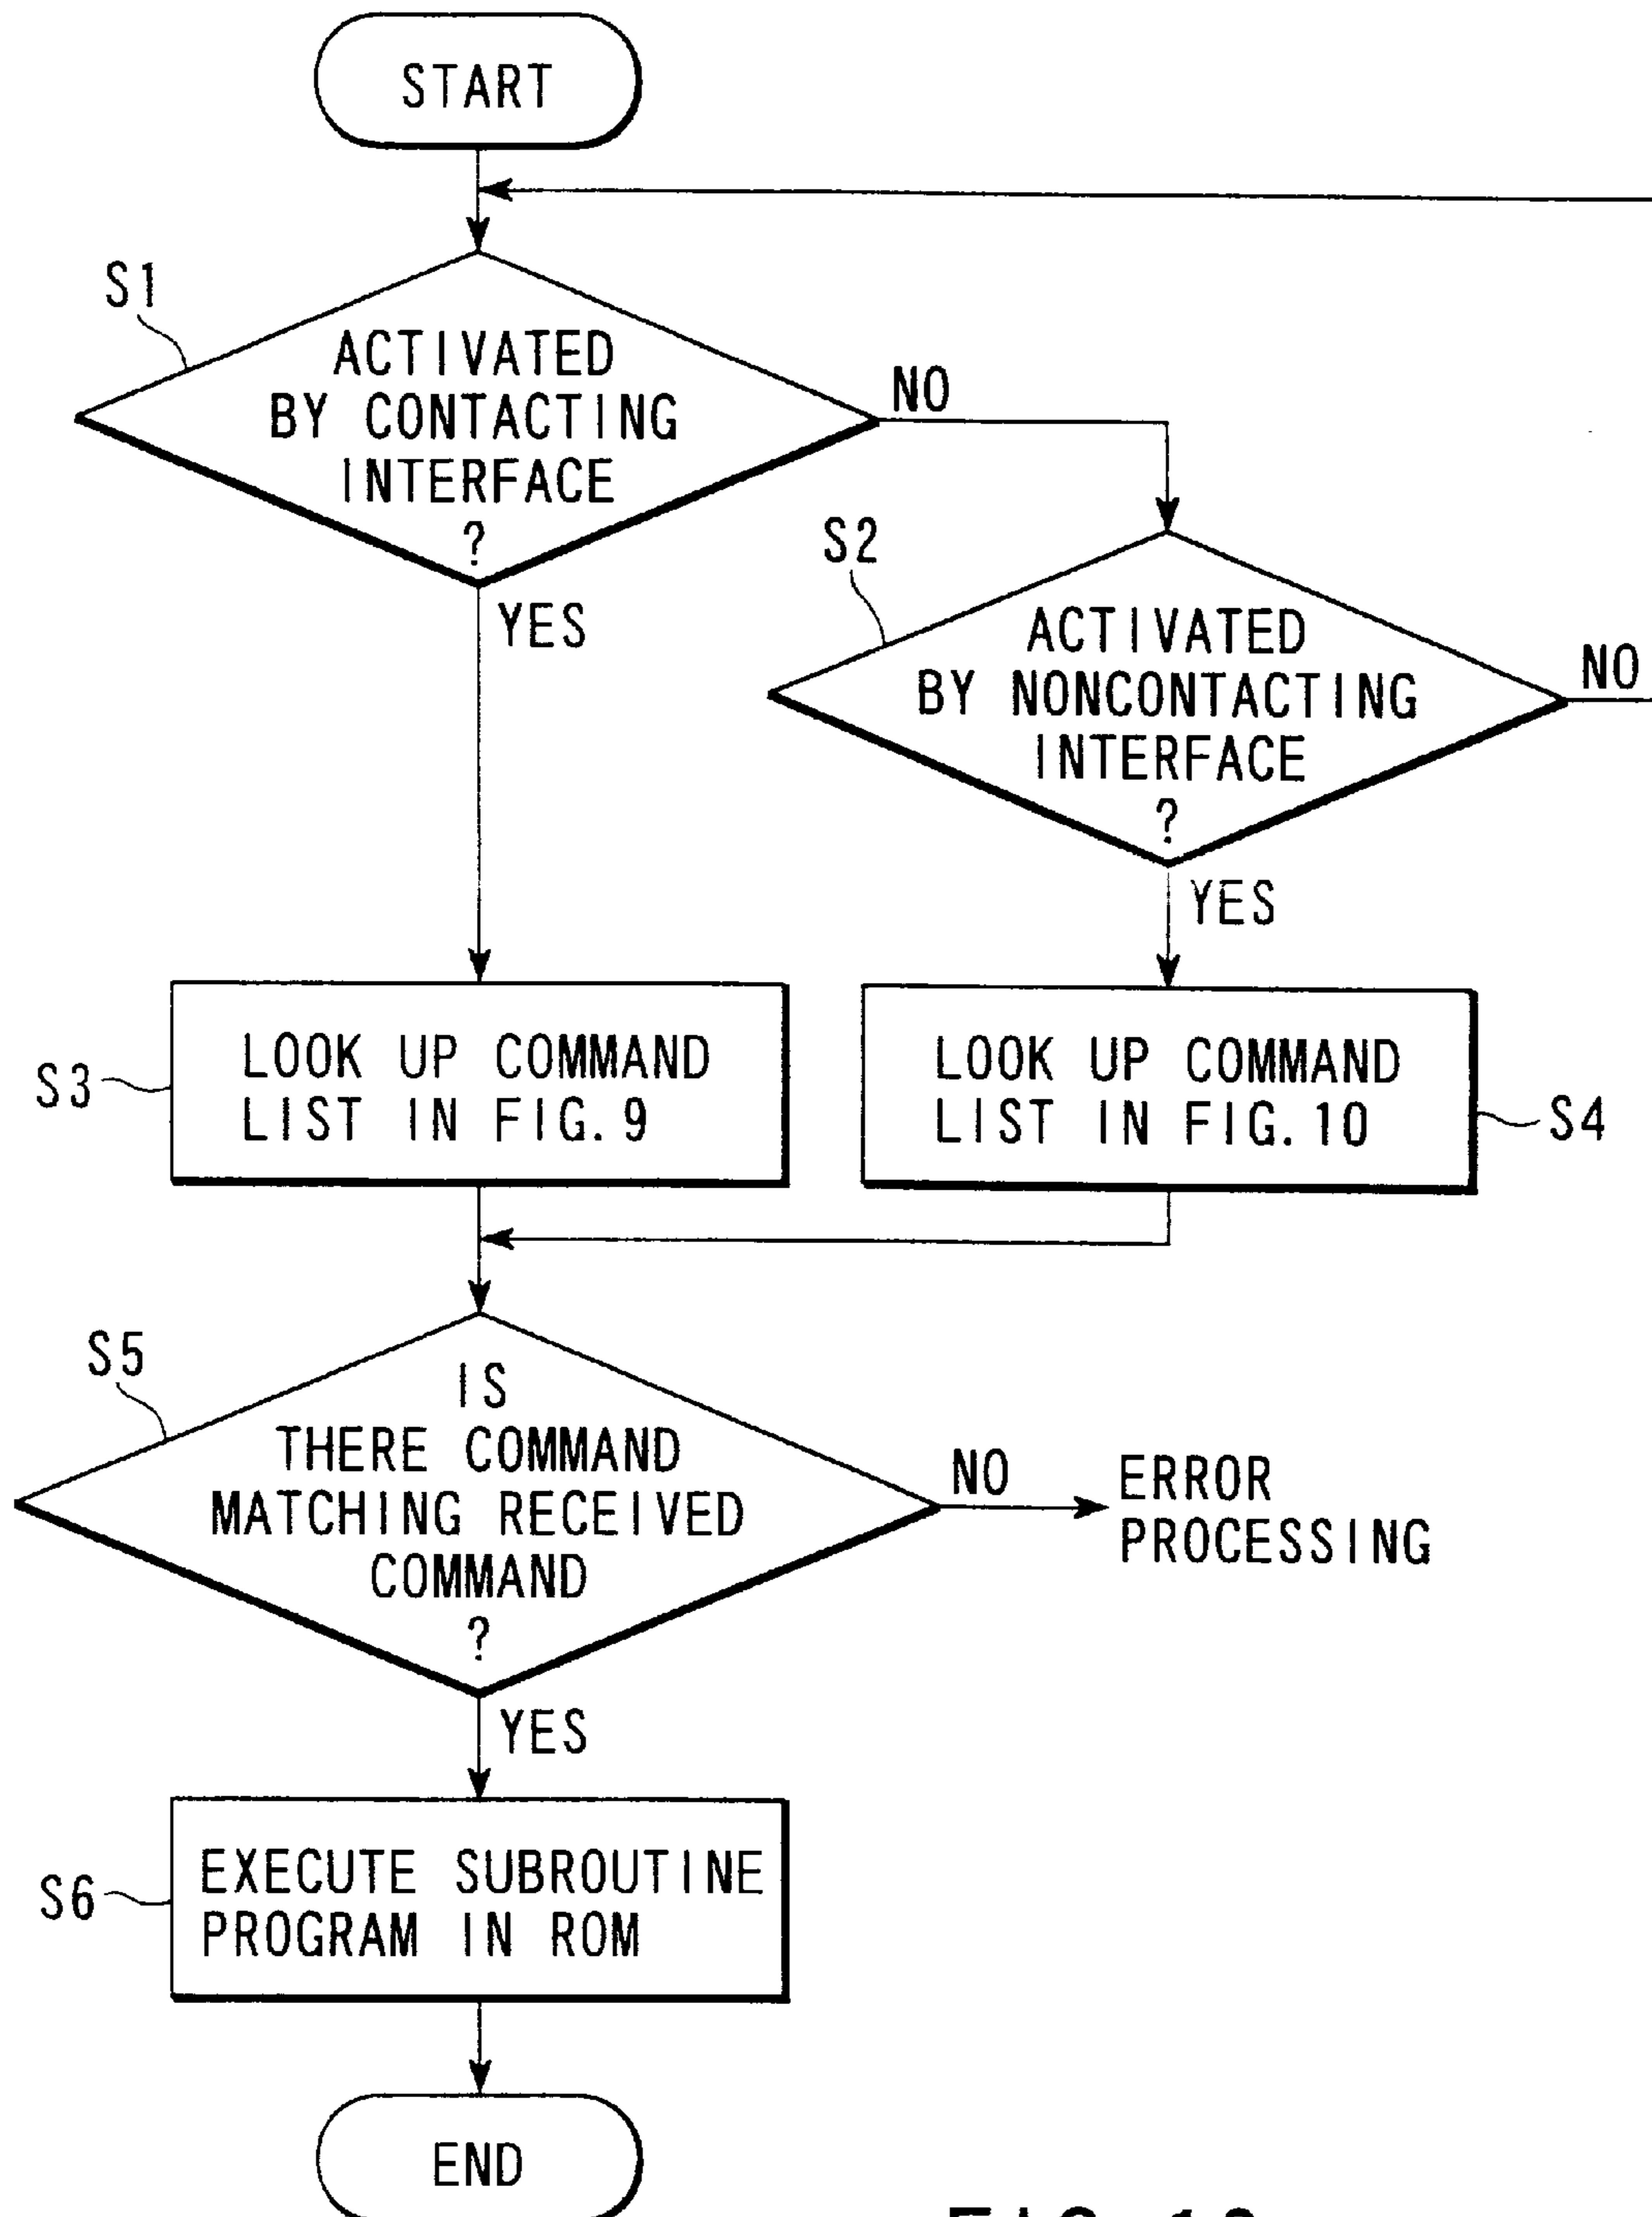 START
S1
ACTIVATED
BY CONTACTING
INTERFACE
?
NO
YES
S2
ACTIVATED
BY NONCONTACTING
INTERFACE
?
NO
YES
S3
LOOK UP COMMAND
LIST IN FIG. 9
LOOK UP COMMAND
LIST IN FIG. 10
S4
S5
IS
THERE COMMAND
MATCHING RECEIVED
COMMAND
?
NO
ERROR
PROCESSING
YES
S6
EXECUTE SUBROUTINE
PROGRAM IN ROM
END